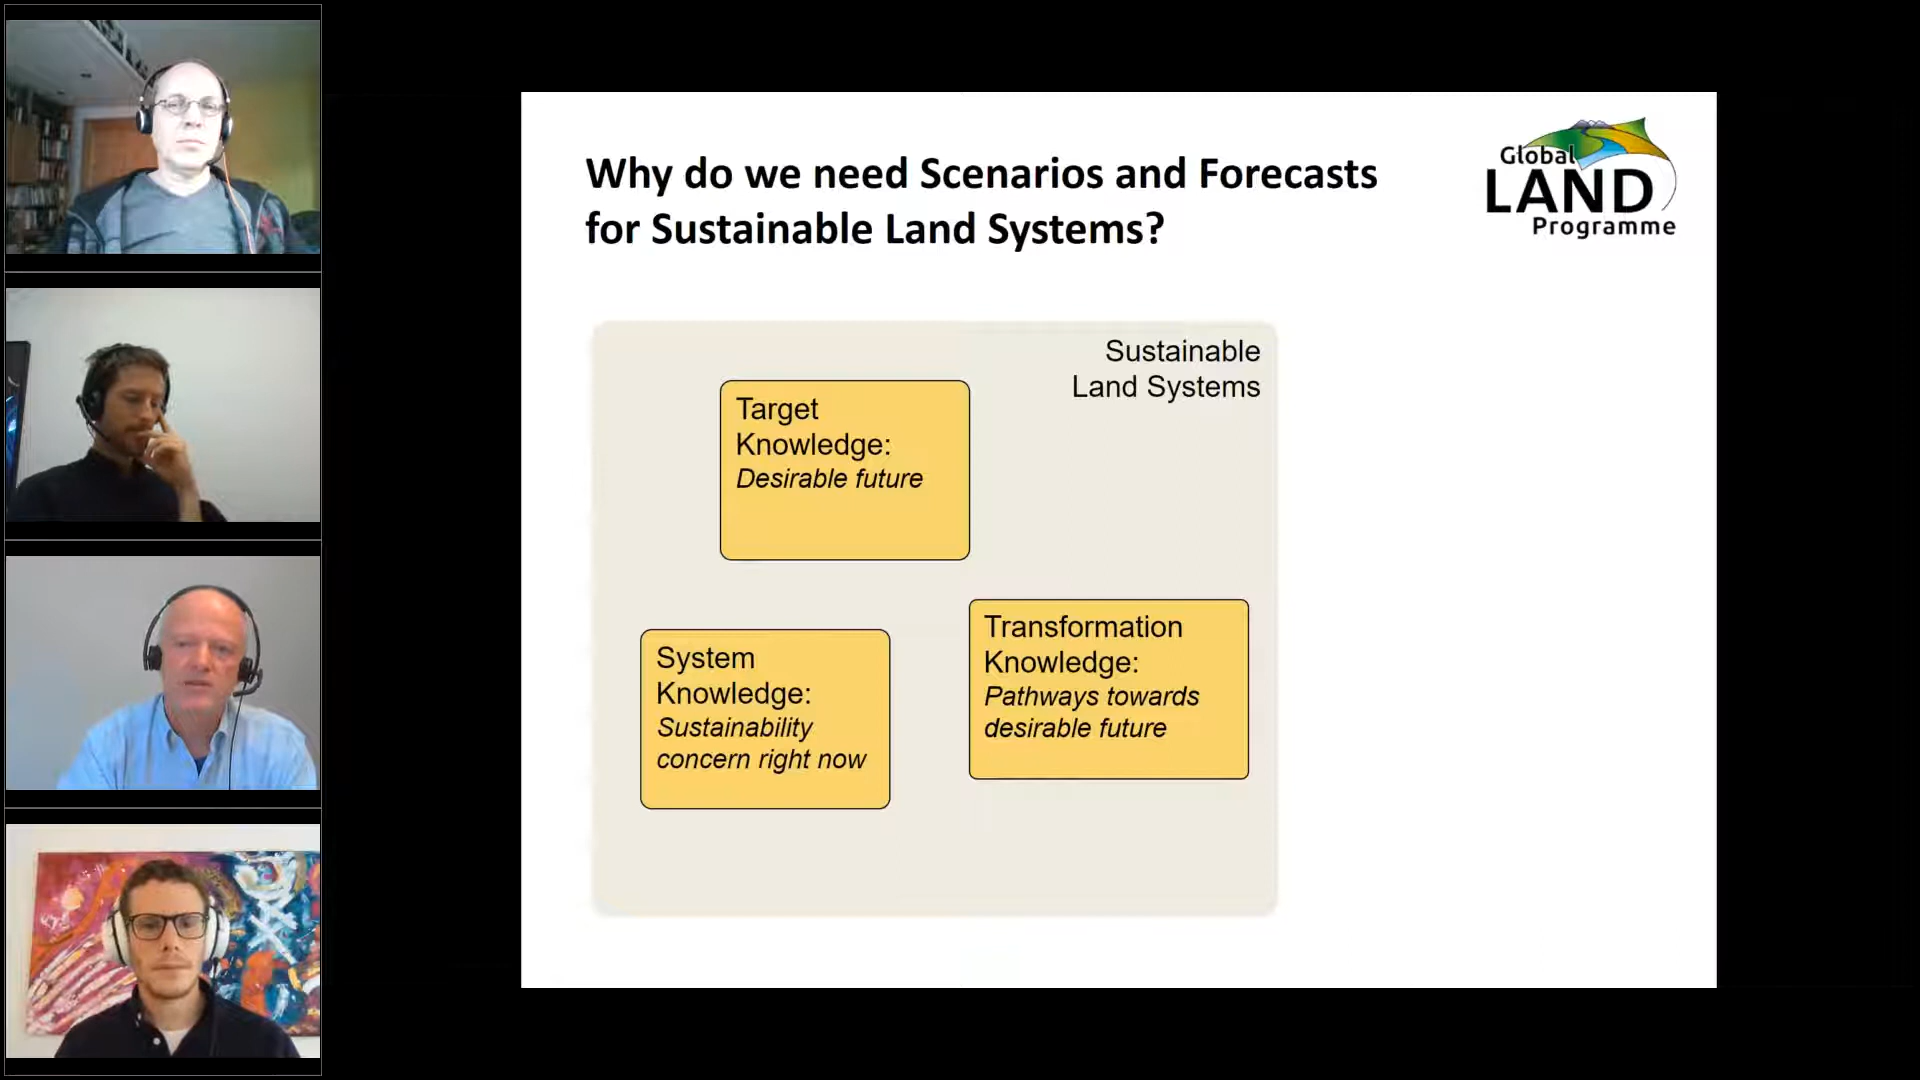 Why do we need Scenarios and Forecasts
for Sustainable Land Systems?
Global
LAND
Programme
Sustainable
Land Systems
Target
Knowledge:
Desirable future
System
Knowledge:
Sustainability
concern right now
Transformation
Knowledge:
Pathways towards
desirable future